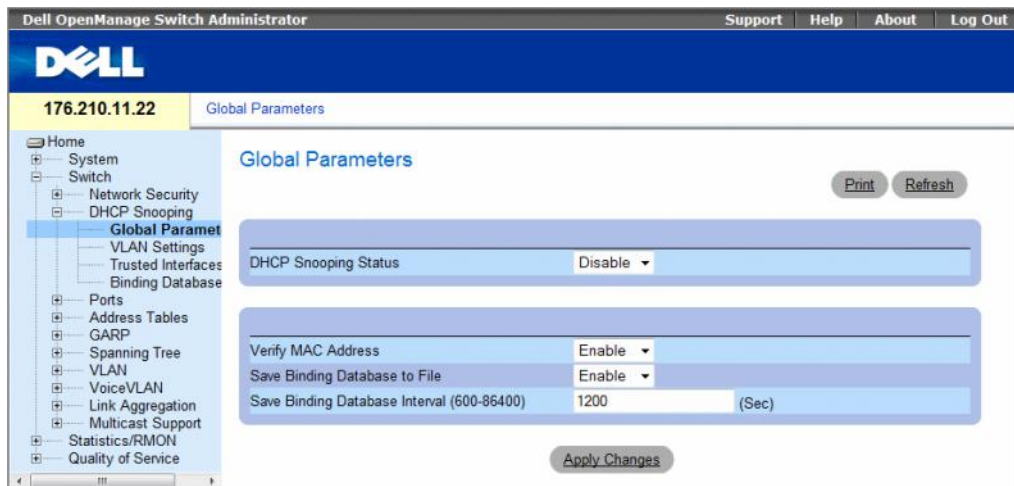 Dell OpenManage Switch Administrator
Support Help About Log Out
DELL
176.210.11.22
Global Parameters
Home
System
Switch
Network Security
DHCP Snooping
Global Paramet
VLAN Settings
Trusted Interfaces
Binding Database
Ports
Address Tables
GARP
Spanning Tree
VLAN
VoiceVLAN
Link Aggregation
Multicast Support
Statistics/RMON
Quality of Service
Global Parameters
Print Refresh
DHCP Snooping Status Disable
Verify MAC Address Enable
Save Binding Database to File Enable
Save Binding Database Interval (600-86400) 1200 (Sec)
Apply Changes